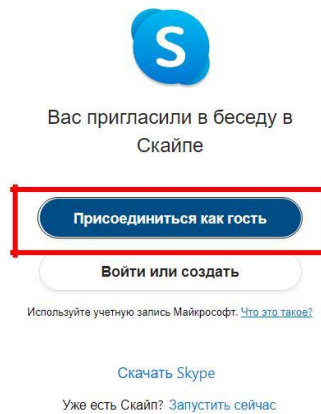 S
Вас пригласили в беседу в
Скайпе
Присоединиться как гость
Войти или создать
Используйте учетную запись Майкрософт. Что это такое?
Скачать Skype
Уже есть Скайп? Запустить сейчас